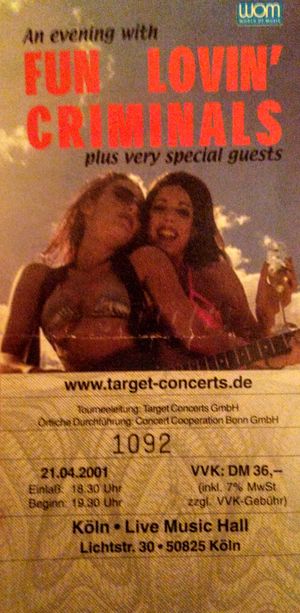 wom
WORLD OF MUSIC
An evening with
FUN LOVIN'
CRIMINALS
plus very special guests
www.target-concerts.de
Tourneeleitung: Target Concerts GmbH
Örtliche Durchführung: Concert Cooperation Bonn GmbH
1092
21.04.2001 VVK: DM 36,–
Einlaß: 18.30 Uhr (inkl. 7% MwSt
Beginn: 19.30 Uhr zzgl. VVK-Gebühr)
Köln • Live Music Hall
Lichtstr. 30 • 50825 Köln